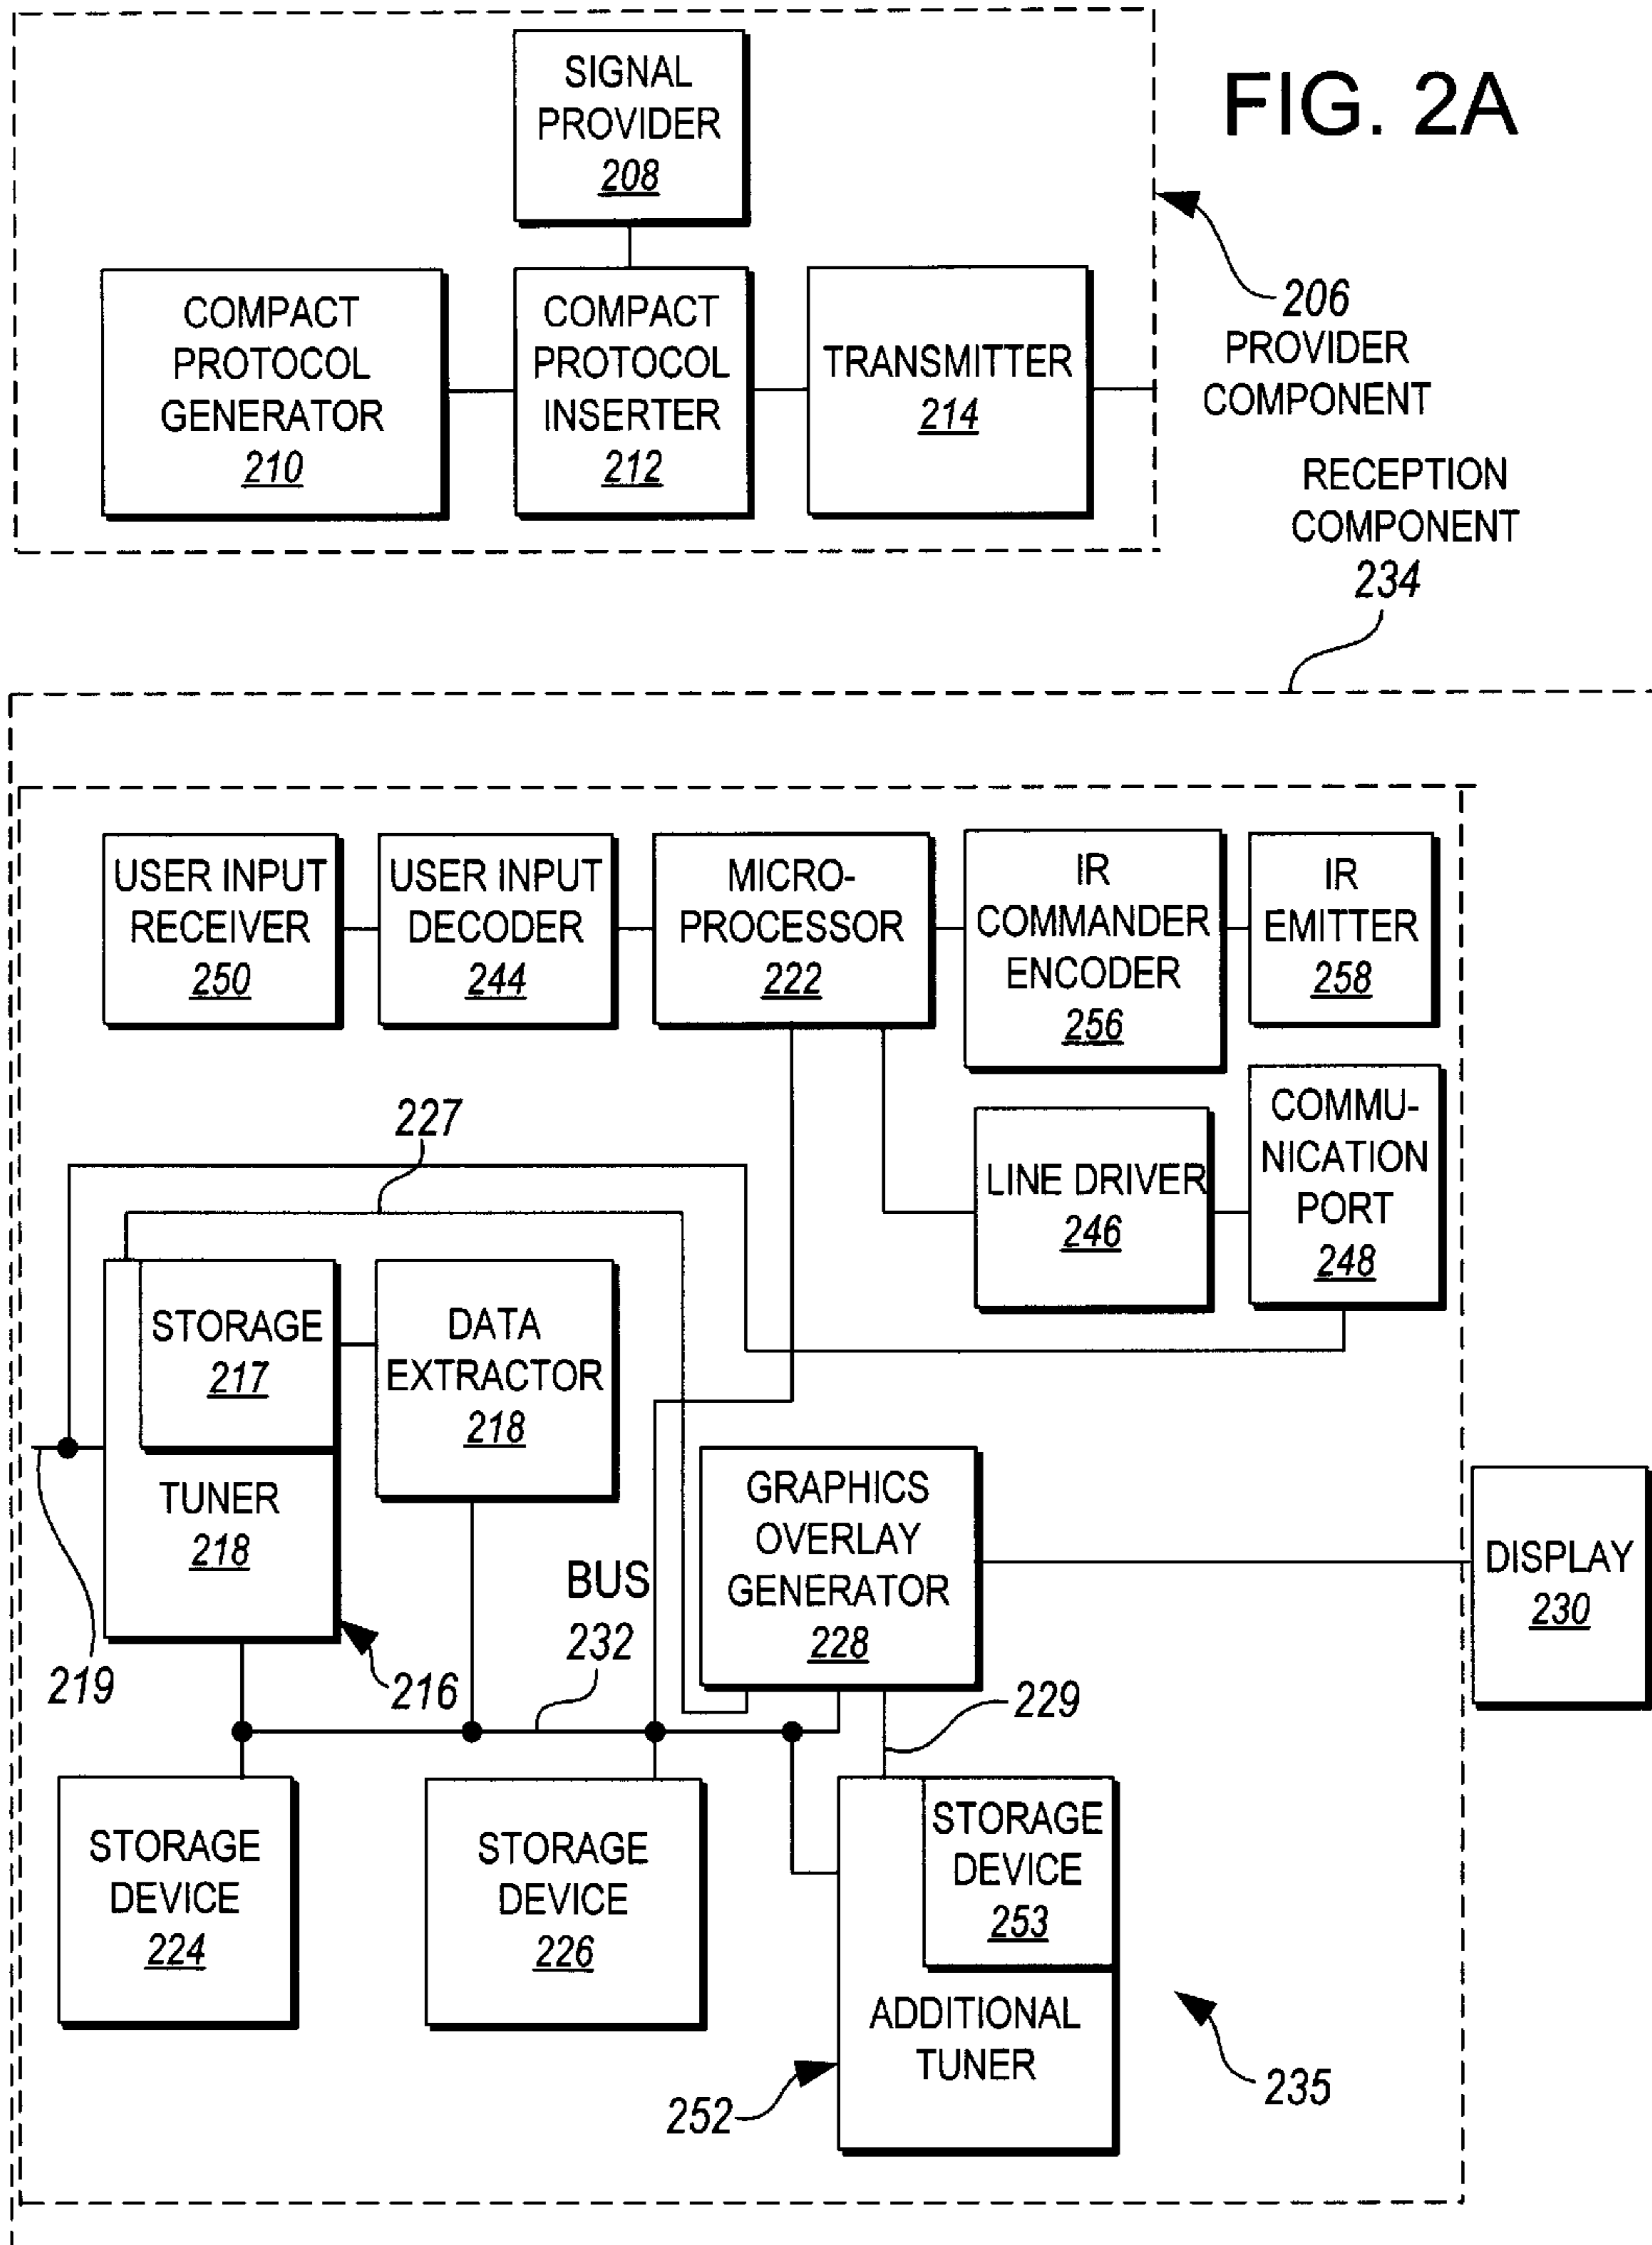 FIG. 2A
SIGNAL
PROVIDER
208
COMPACT
PROTOCOL
GENERATOR
210
COMPACT
PROTOCOL
INSERTER
212
TRANSMITTER
214
206
PROVIDER
COMPONENT
RECEPTION
COMPONENT
234
USER INPUT
RECEIVER
250
USER INPUT
DECODER
244
MICRO-
PROCESSOR
222
IR
COMMANDER
ENCODER
256
IR
EMITTER
258
227
LINE DRIVER
246
COMMU-
NICATION
PORT
248
STORAGE
217
DATA
EXTRACTOR
218
TUNER
218
219
216
BUS
232
GRAPHICS
OVERLAY
GENERATOR
228
DISPLAY
230
229
STORAGE
DEVICE
224
STORAGE
DEVICE
226
STORAGE
DEVICE
253
ADDITIONAL
TUNER
252
235